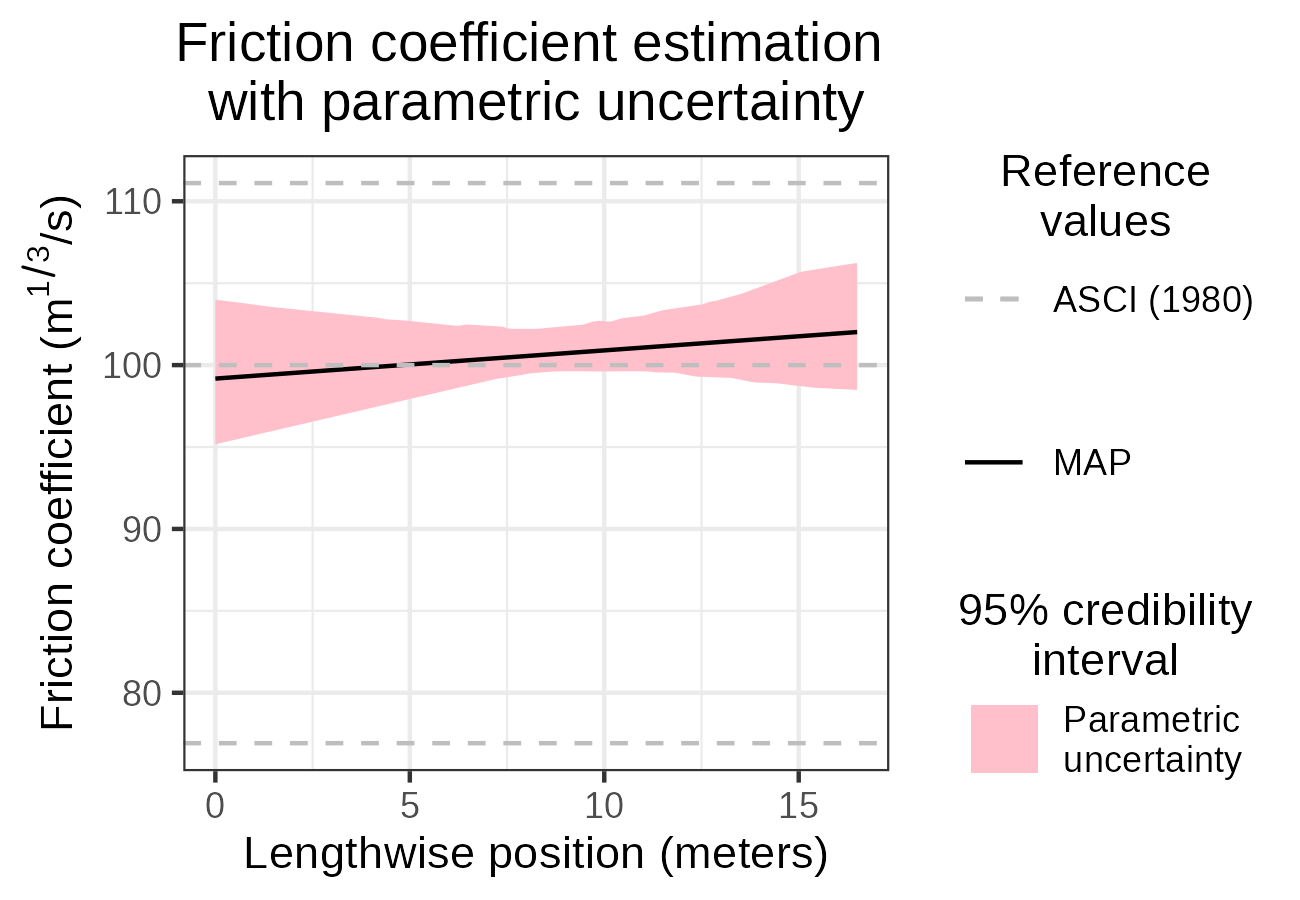 Friction coefficient estimation
with parametric uncertainty
Friction coefficient (m^1/3/s)
110
100
90
80
0 5 10 15
Lengthwise position (meters)
Reference
values
ASCI (1980)
MAP
95% credibility
interval
Parametric
uncertainty